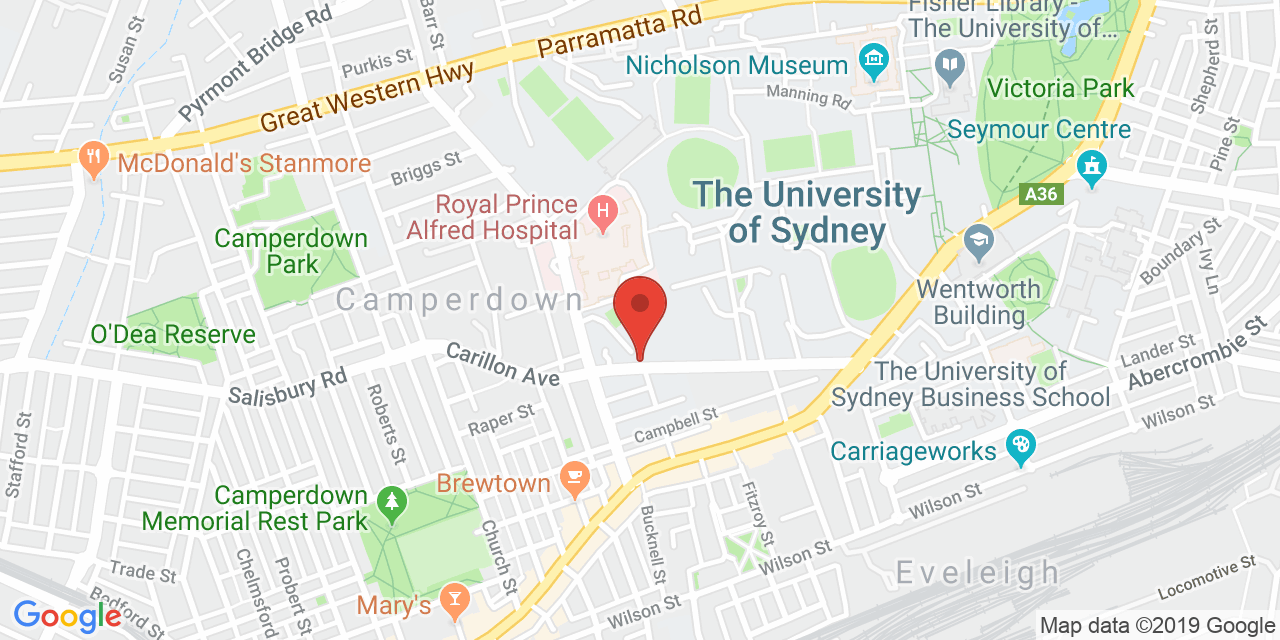 Fisher Library -
The University of...
Susan St
Pyrmont Bridge Rd
Barr St
Purkis St
Parramatta Rd
Great Western Hwy
Nicholson Museum
Manning Rd
Victoria Park
Shepherd St
Seymour Centre
Pine St
McDonald's Stanmore
Briggs St
A36
Royal Prince
Alfred Hospital
The University
of Sydney
Camperdown
Park
Boundary St
Ivy Ln
Camperdown
Wentworth
Building
O'Dea Reserve
Carillon Ave
Salisbury Rd
Lander St
Abercrombie St
The University of
Sydney Business School
Roberts St
Raper St
Campbell St
Wilson St
Stafford St
Carriageworks
Brewtown
Camperdown
Memorial Rest Park
Church St
Bucknell St
Fitzroy St
Wilson St
Wilson St
Eveleigh
Trade St
Bedford St
Chelmsford
Probert St
Mary's
Wilson St
Locomotive St
Google
Map data ©2019 Google